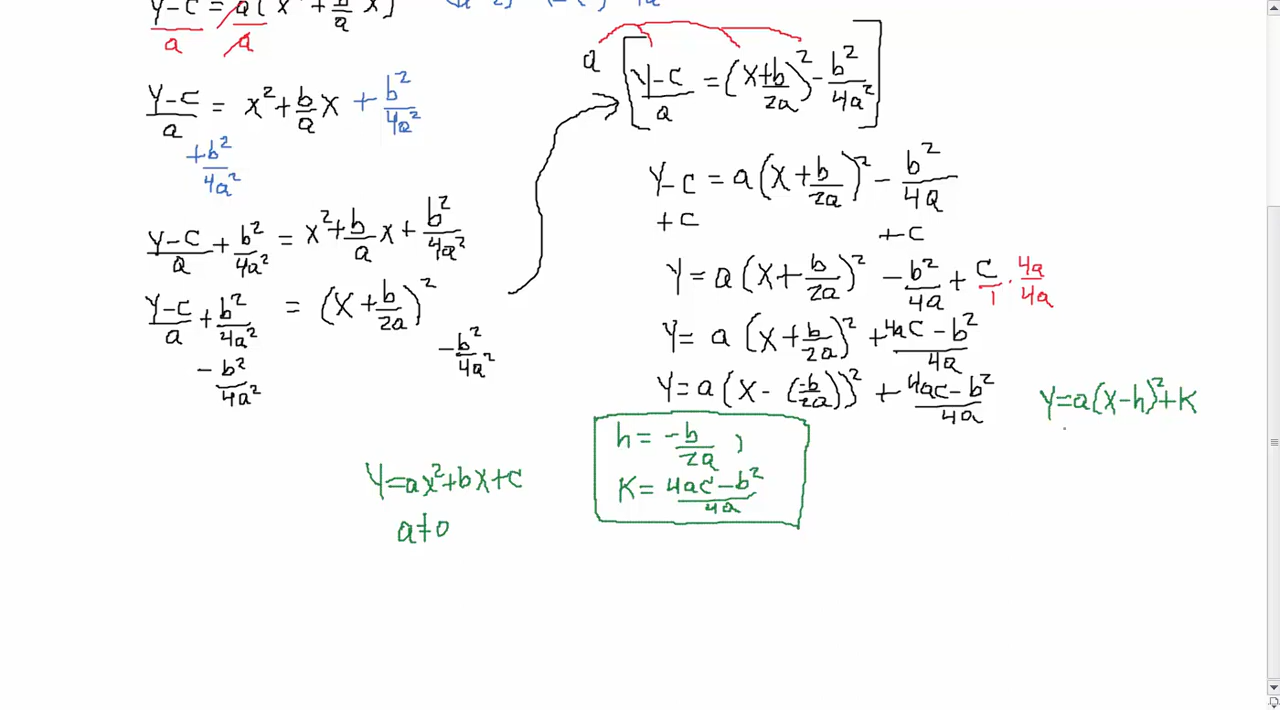 Y-C = a(x² + b/a x]
a a
Y-C/a = x² + b/a x + b²/4a²
+ b²/4a²
Y-C/a + b²/4a² = x² + b/a x + b²/4a²
Y-C/a + b²/4a² = (x + b/2a)²
- b²/4a² - b²/4a²
a [Y-C/a = (x+b/2a)² - b²/4a²]
Y-C = a(x + b/2a)² - b²/4a
+C +C
Y = a(x + b/2a)² - b²/4a + C/1 · 4a/4a
Y = a(x + b/2a)² + 4ac - b²/4a
Y = a(x - (-b/2a))² + 4ac - b²/4a
Y=a(x-h)²+K
h = -b/2a ,
K = 4ac - b²/4a
Y=ax²+bx+c
a≠0